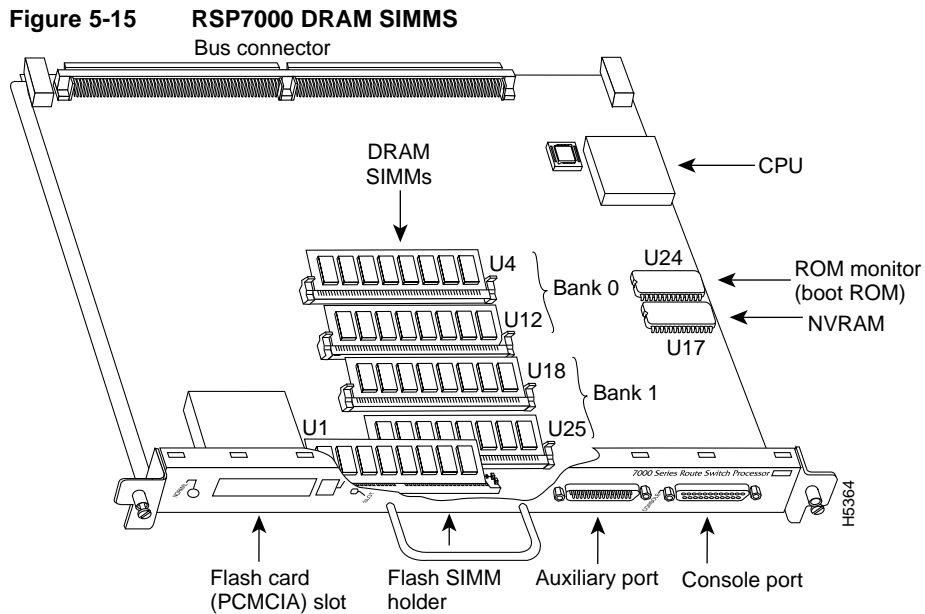 Figure 5-15 RSP7000 DRAM SIMMS
Bus connector
DRAM
SIMMs
CPU
U4
Bank 0
U24
ROM monitor
(boot ROM)
U12
NVRAM
U17
U18
Bank 1
U1
U25
7000 Series Route Switch Processor
NORMAL
CONSOLE
H5364
Flash card
(PCMCIA) slot
Flash SIMM
holder
Auxiliary port
Console port